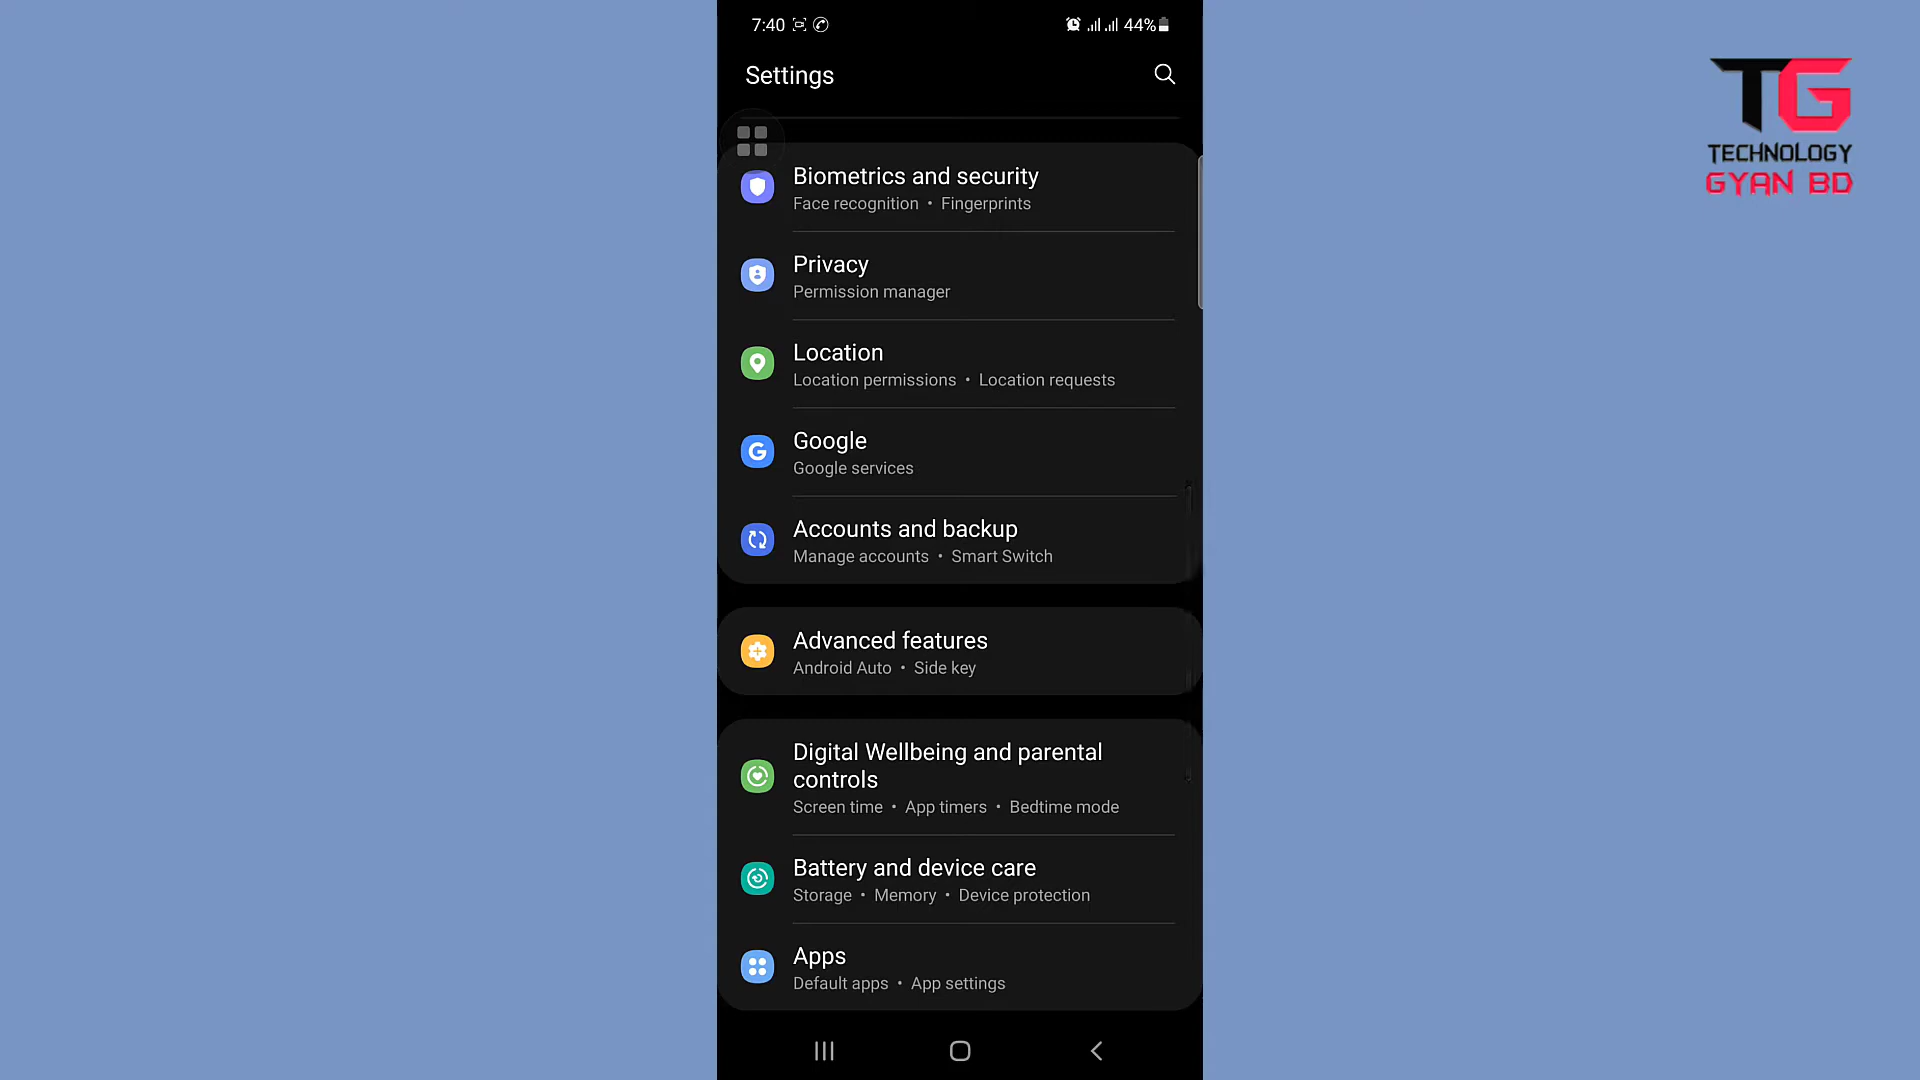 7:40 44%
Settings
Biometrics and security
Face recognition • Fingerprints
Privacy
Permission manager
Location
Location permissions • Location requests
Google
Google services
Accounts and backup
Manage accounts • Smart Switch
Advanced features
Android Auto • Side key
Digital Wellbeing and parental
controls
Screen time • App timers • Bedtime mode
Battery and device care
Storage • Memory • Device protection
Apps
Default apps • App settings
TG
TECHNOLOGY
GYAN BD